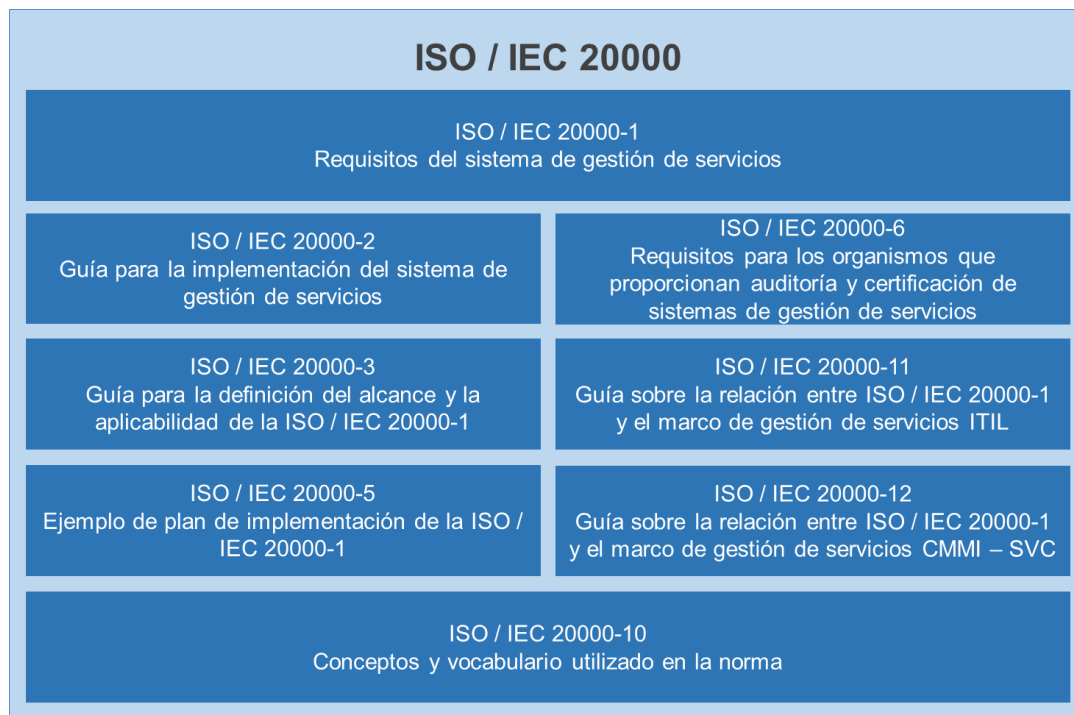 ISO / IEC 20000
ISO / IEC 20000-1
Requisitos del sistema de gestión de servicios
ISO / IEC 20000-2
Guía para la implementación del sistema de
gestión de servicios
ISO / IEC 20000-6
Requisitos para los organismos que
proporcionan auditoría y certificación de
sistemas de gestión de servicios
ISO / IEC 20000-3
Guía para la definición del alcance y la
aplicabilidad de la ISO / IEC 20000-1
ISO / IEC 20000-11
Guía sobre la relación entre ISO / IEC 20000-1
y el marco de gestión de servicios ITIL
ISO / IEC 20000-5
Ejemplo de plan de implementación de la ISO /
IEC 20000-1
ISO / IEC 20000-12
Guía sobre la relación entre ISO / IEC 20000-1
y el marco de gestión de servicios CMMI – SVC
ISO / IEC 20000-10
Conceptos y vocabulario utilizado en la norma